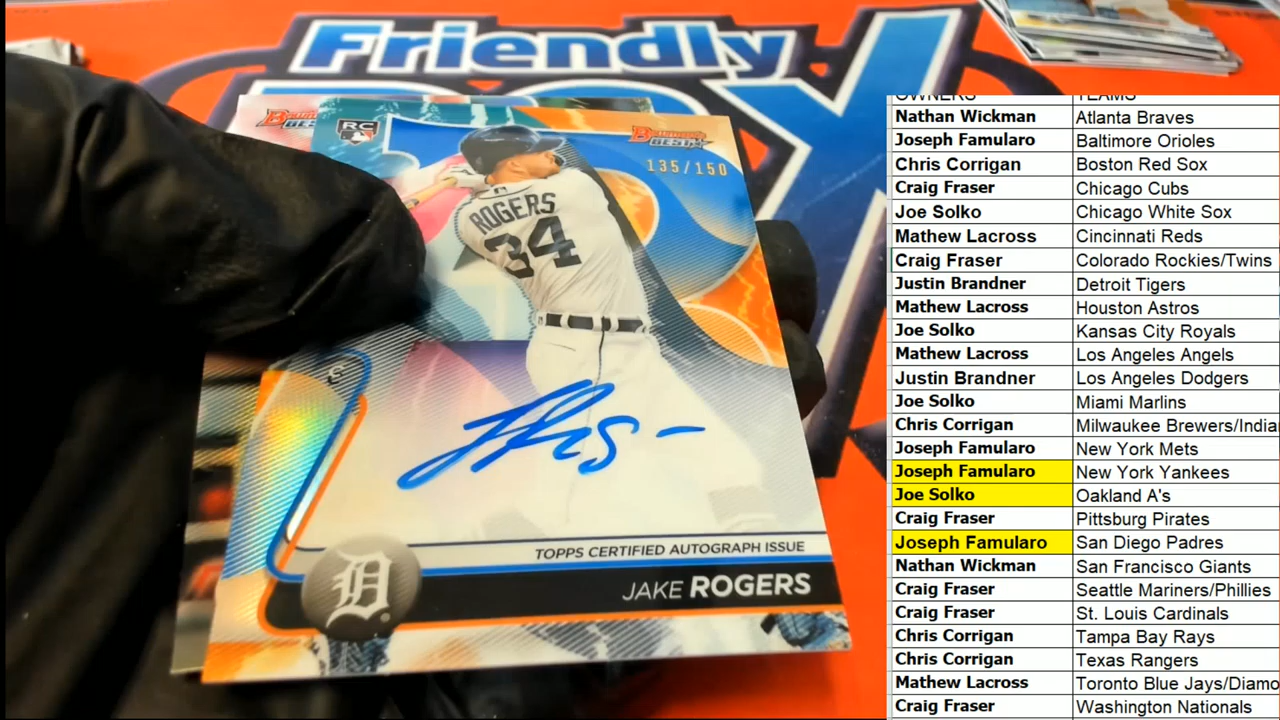 Friendly
BOX
Bowman's
BEST
RC
Bowman's
BEST
135/150
ROGERS
34
TOPPS CERTIFIED AUTOGRAPH ISSUE
JAKE ROGERS
D
OWNERS TEAMS
Nathan Wickman Atlanta Braves
Joseph Famularo Baltimore Orioles
Chris Corrigan Boston Red Sox
Craig Fraser Chicago Cubs
Joe Solko Chicago White Sox
Mathew Lacross Cincinnati Reds
Craig Fraser Colorado Rockies/Twins
Justin Brandner Detroit Tigers
Mathew Lacross Houston Astros
Joe Solko Kansas City Royals
Mathew Lacross Los Angeles Angels
Justin Brandner Los Angeles Dodgers
Joe Solko Miami Marlins
Chris Corrigan Milwaukee Brewers/India
Joseph Famularo New York Mets
Joseph Famularo New York Yankees
Joe Solko Oakland A's
Craig Fraser Pittsburg Pirates
Joseph Famularo San Diego Padres
Nathan Wickman San Francisco Giants
Craig Fraser Seattle Mariners/Phillies
Craig Fraser St. Louis Cardinals
Chris Corrigan Tampa Bay Rays
Chris Corrigan Texas Rangers
Mathew Lacross Toronto Blue Jays/Diamo
Craig Fraser Washington Nationals